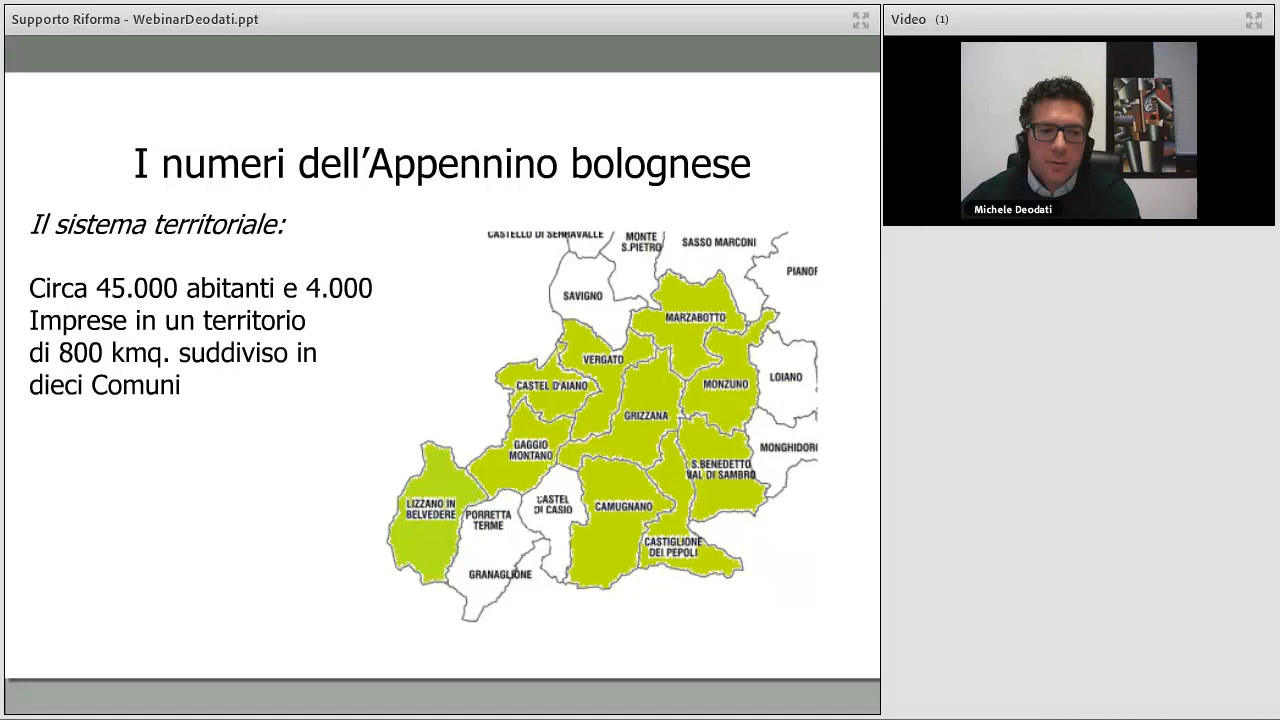 Supporto Riforma - WebinarDeodati.ppt
Video (1)
Michele Deodati
I numeri dell’Appennino bolognese
Il sistema territoriale:
Circa 45.000 abitanti e 4.000
Imprese in un territorio
di 800 kmq. suddiviso in
dieci Comuni
CASTELLO DI SERRAVALLE
MONTE
S.PIETRO
SASSO MARCONI
PIANOF
SAVIGNO
MARZABOTTO
VERGATO
CASTEL D'AIANO
MONZUNO
LOIANO
GRIZZANA
GAGGIO
MONTANO
MONGHIDORO
S.BENEDETTO
VAL DI SAMBRO
LIZZANO IN
BELVEDERE
PORRETTA
TERME
CASTEL
DI CASIO
CAMUGNANO
CASTIGLIONE
DEI PEPOLI
GRANAGLIONE